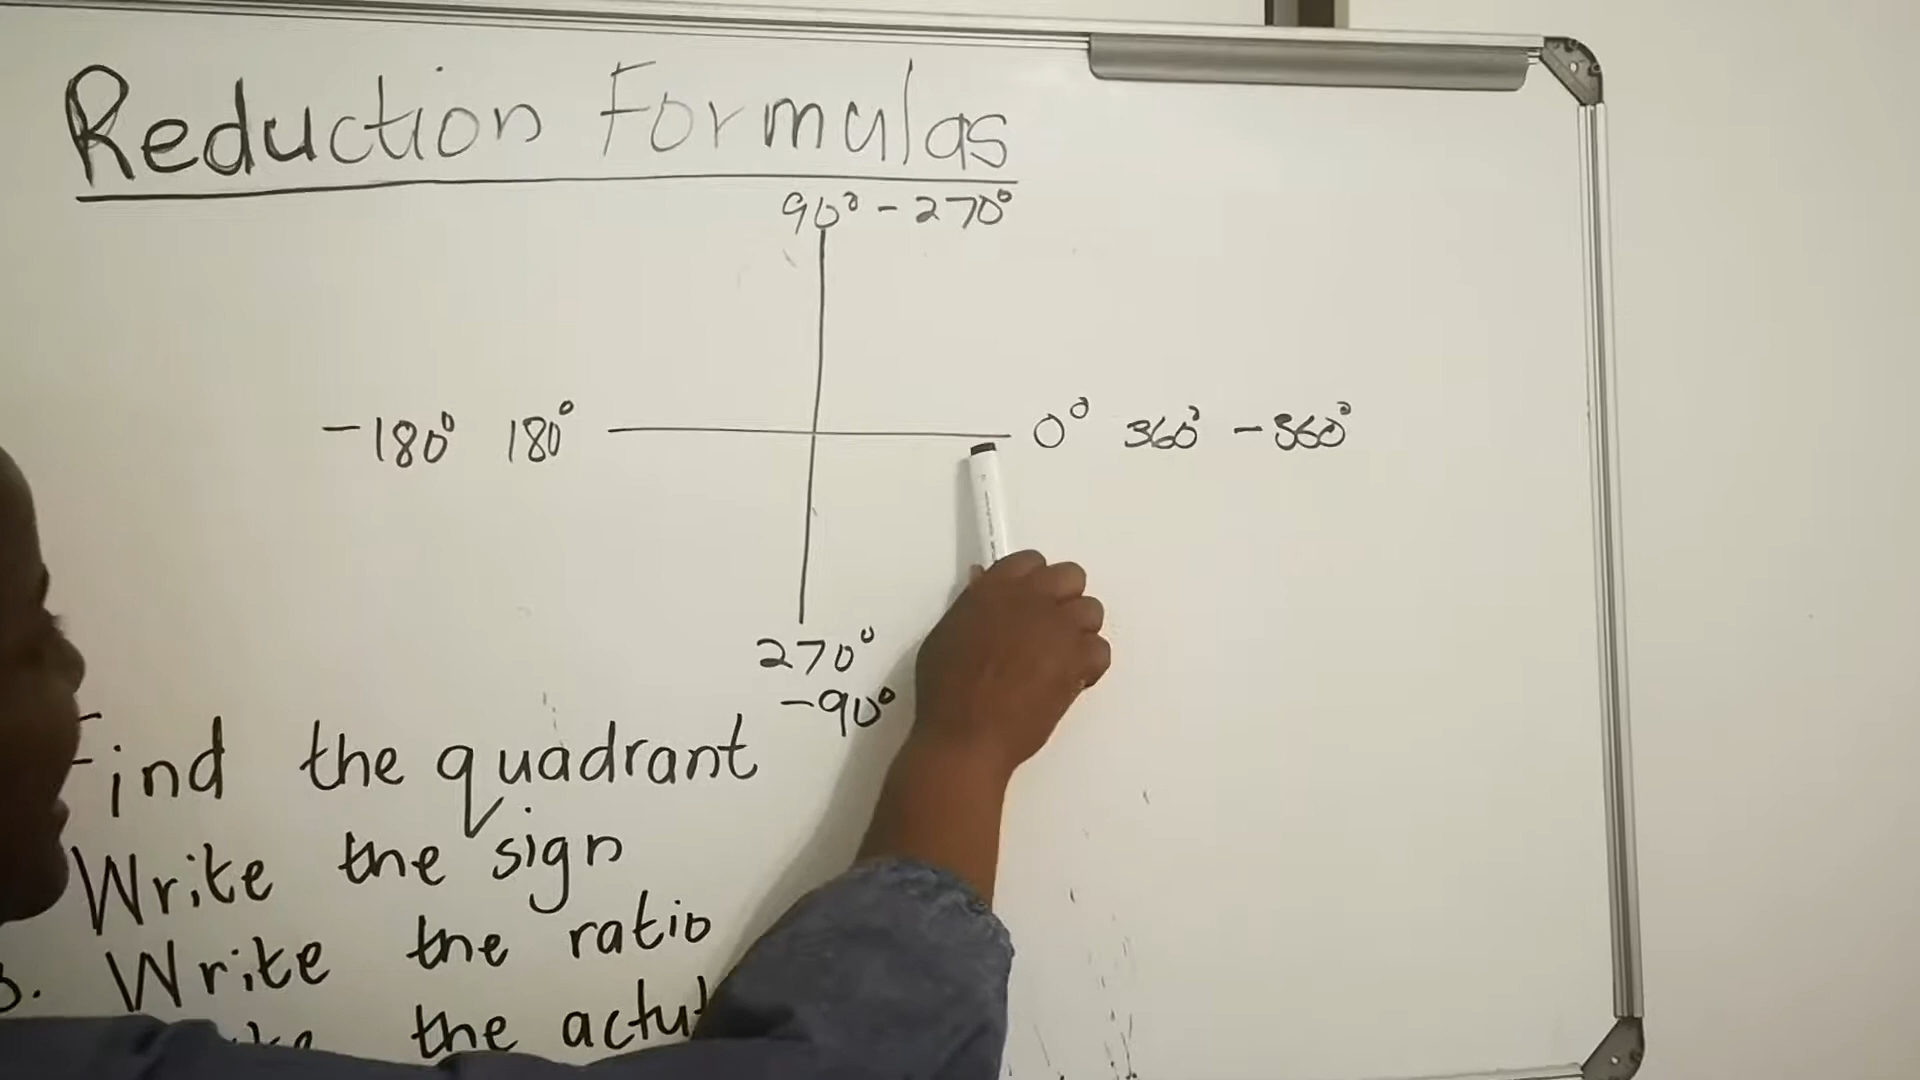 Reduction Formulas
90° - 270°
-180° 180° 0° 360° -360°
270°
-90°
Find the quadrant
Write the sign
3. Write the ratio
the